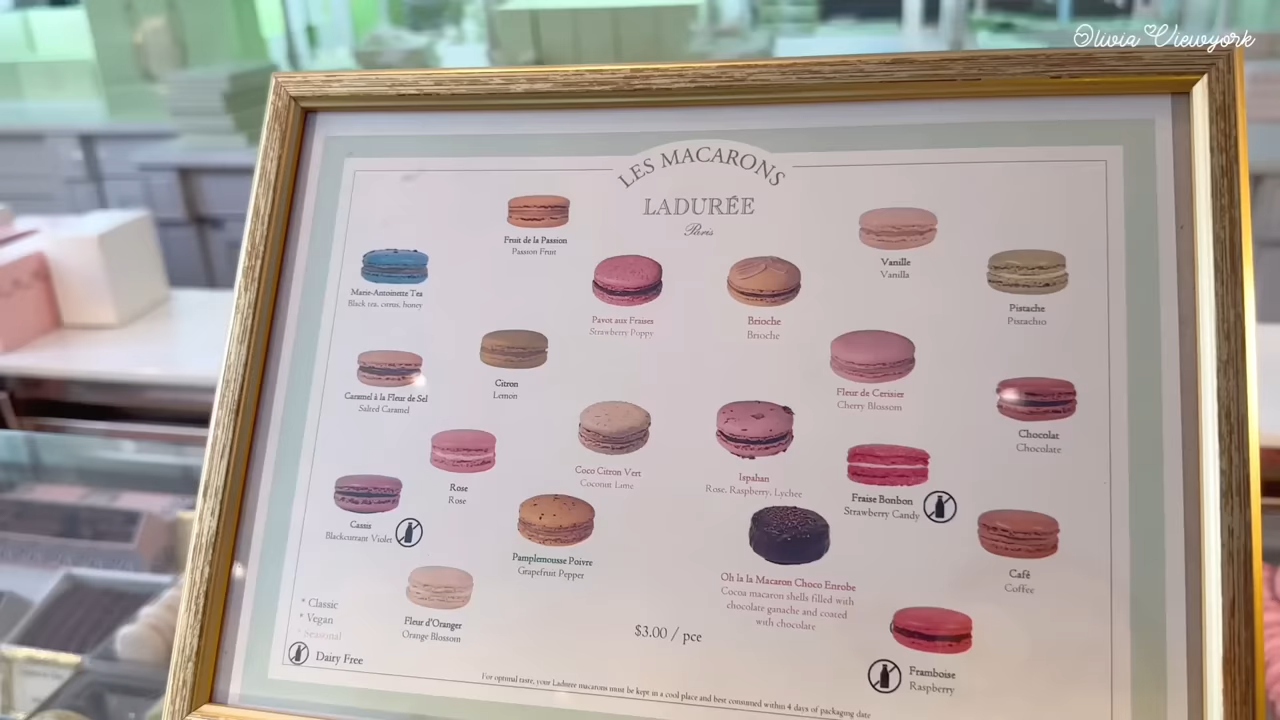 Olivia Viewyork
LES MACARONS
LADURÉE
Paris
Fruit de la Passion
Passion Fruit
Vanille
Vanilla
Marie-Antoinette Tea
Black tea, citrus, honey
Pavot aux Fraises
Strawberry Poppy
Brioche
Brioche
Pistache
Pistachio
Caramel à la Fleur de Sel
Salted Caramel
Citron
Lemon
Fleur de Cerisier
Cherry Blossom
Chocolat
Chocolate
Rose
Rose
Coco Citron Vert
Coconut Lime
Ispahan
Rose, Raspberry, Lychee
Fraise Bonbon
Strawberry Candy
Cassis
Blackcurrant Violet
Pamplemousse Poivre
Grapefruit Pepper
Oh la la Macaron Choco Enrobe
Cocoa macaron shells filled with
chocolate ganache and coated
with chocolate
Café
Coffee
Fleur d'Oranger
Orange Blossom
* Classic
* Vegan
* Seasonal
Dairy Free
$3.00 / pce
Framboise
Raspberry
For optimal taste, your Laduree macarons must be kept in a cool place and best consumed within 4 days of packaging date